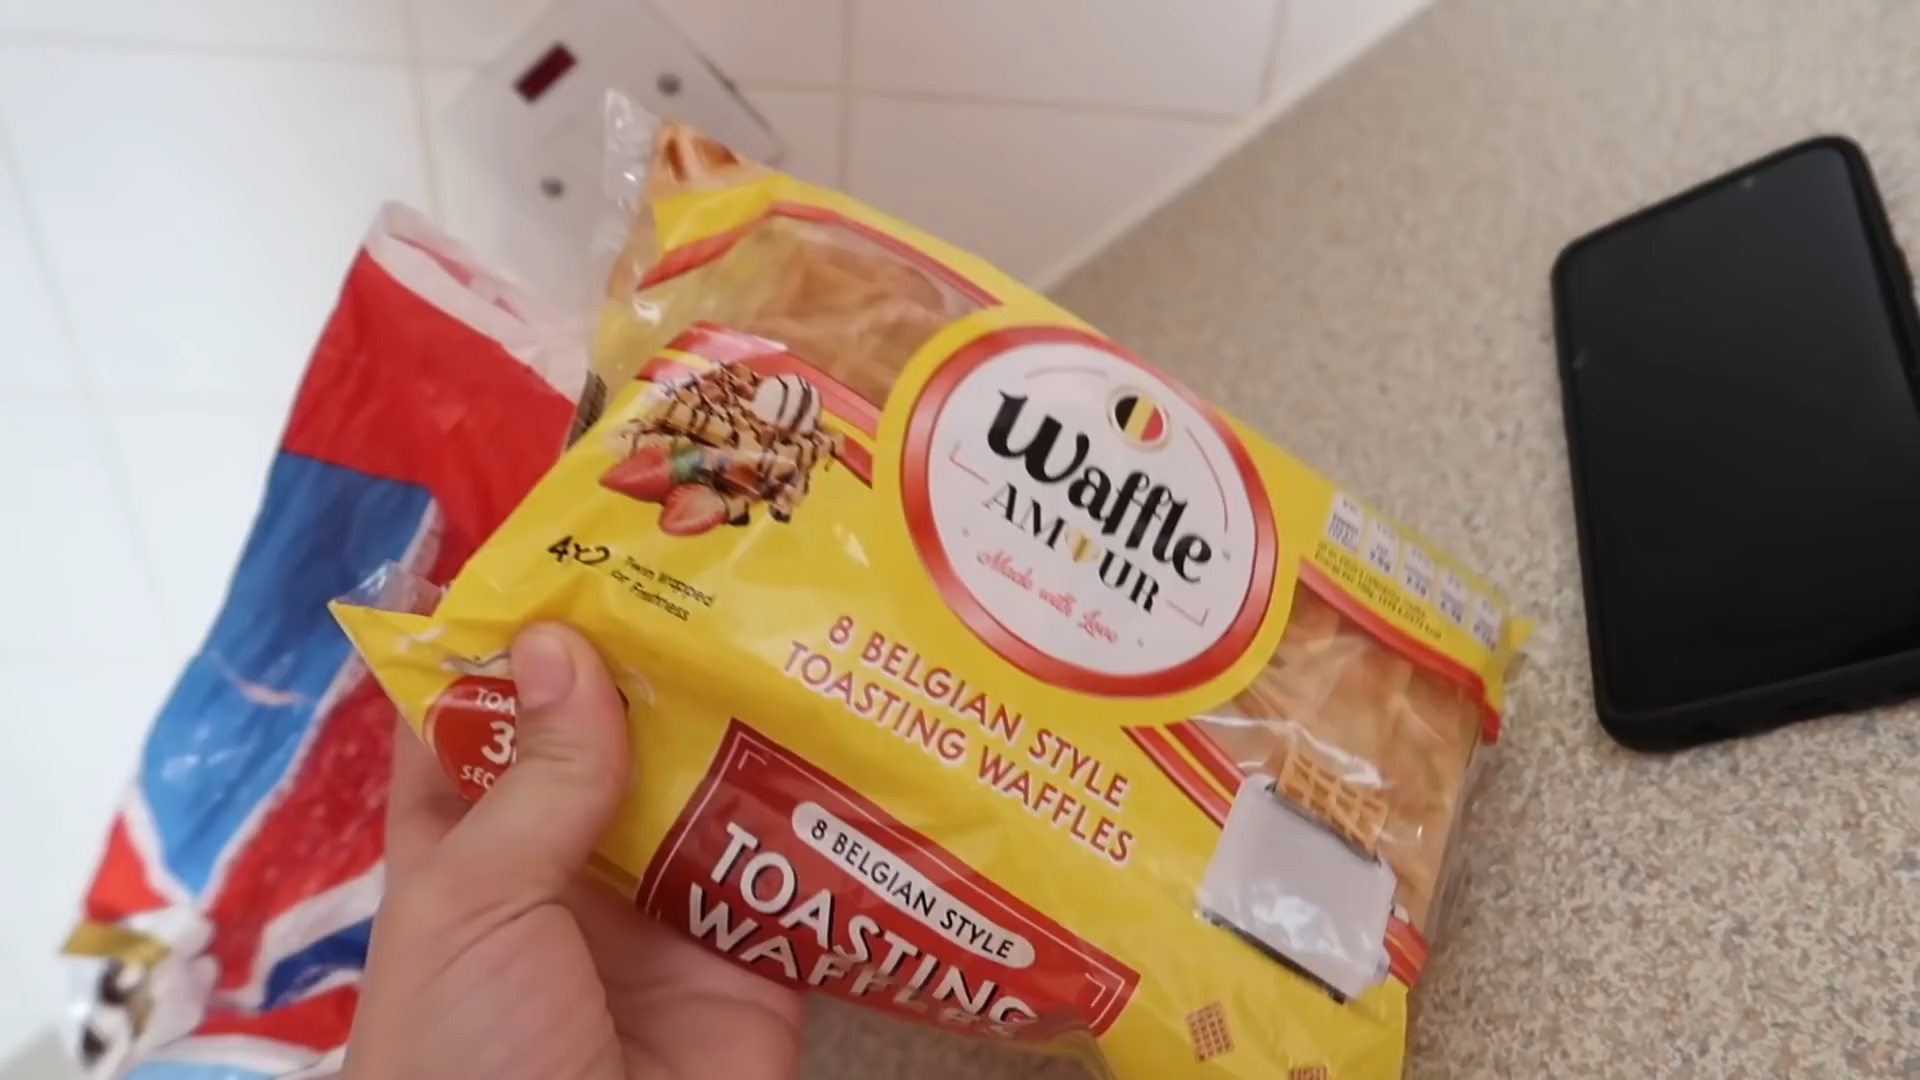 Waffle
AMOUR
Made with Love
4x2
Twin Wrapped
for Freshness
8 BELGIAN STYLE
TOASTING WAFFLES
8 BELGIAN STYLE
TOASTING
WAFFLES